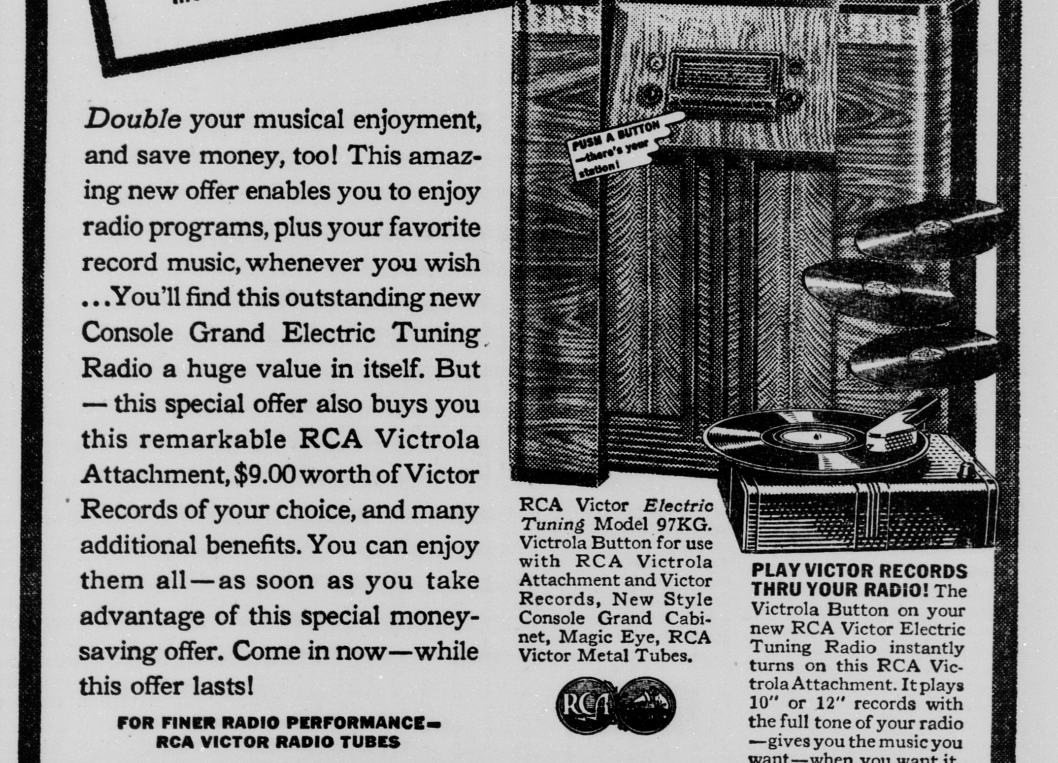 Double your musical enjoyment,
and save money, too! This amaz-
ing new offer enables you to enjoy
radio programs, plus your favorite
record music, whenever you wish
...You'll find this outstanding new
Console Grand Electric Tuning
Radio a huge value in itself. But
— this special offer also buys you
this remarkable RCA Victrola
Attachment, $9.00 worth of Victor
Records of your choice, and many
additional benefits. You can enjoy
them all—as soon as you take
advantage of this special money-
saving offer. Come in now—while
this offer lasts!
FOR FINER RADIO PERFORMANCE—
RCA VICTOR RADIO TUBES
PUSH A BUTTON
—there's your
station!
RCA Victor Electric
Tuning Model 97KG.
Victrola Button for use
with RCA Victrola
Attachment and Victor
Records, New Style
Console Grand Cabi-
net, Magic Eye, RCA
Victor Metal Tubes.
RCA
PLAY VICTOR RECORDS
THRU YOUR RADIO! The
Victrola Button on your
new RCA Victor Electric
Tuning Radio instantly
turns on this RCA Vic-
trola Attachment. It plays
10" or 12" records with
the full tone of your radio
—gives you the music you
want—when you want it.